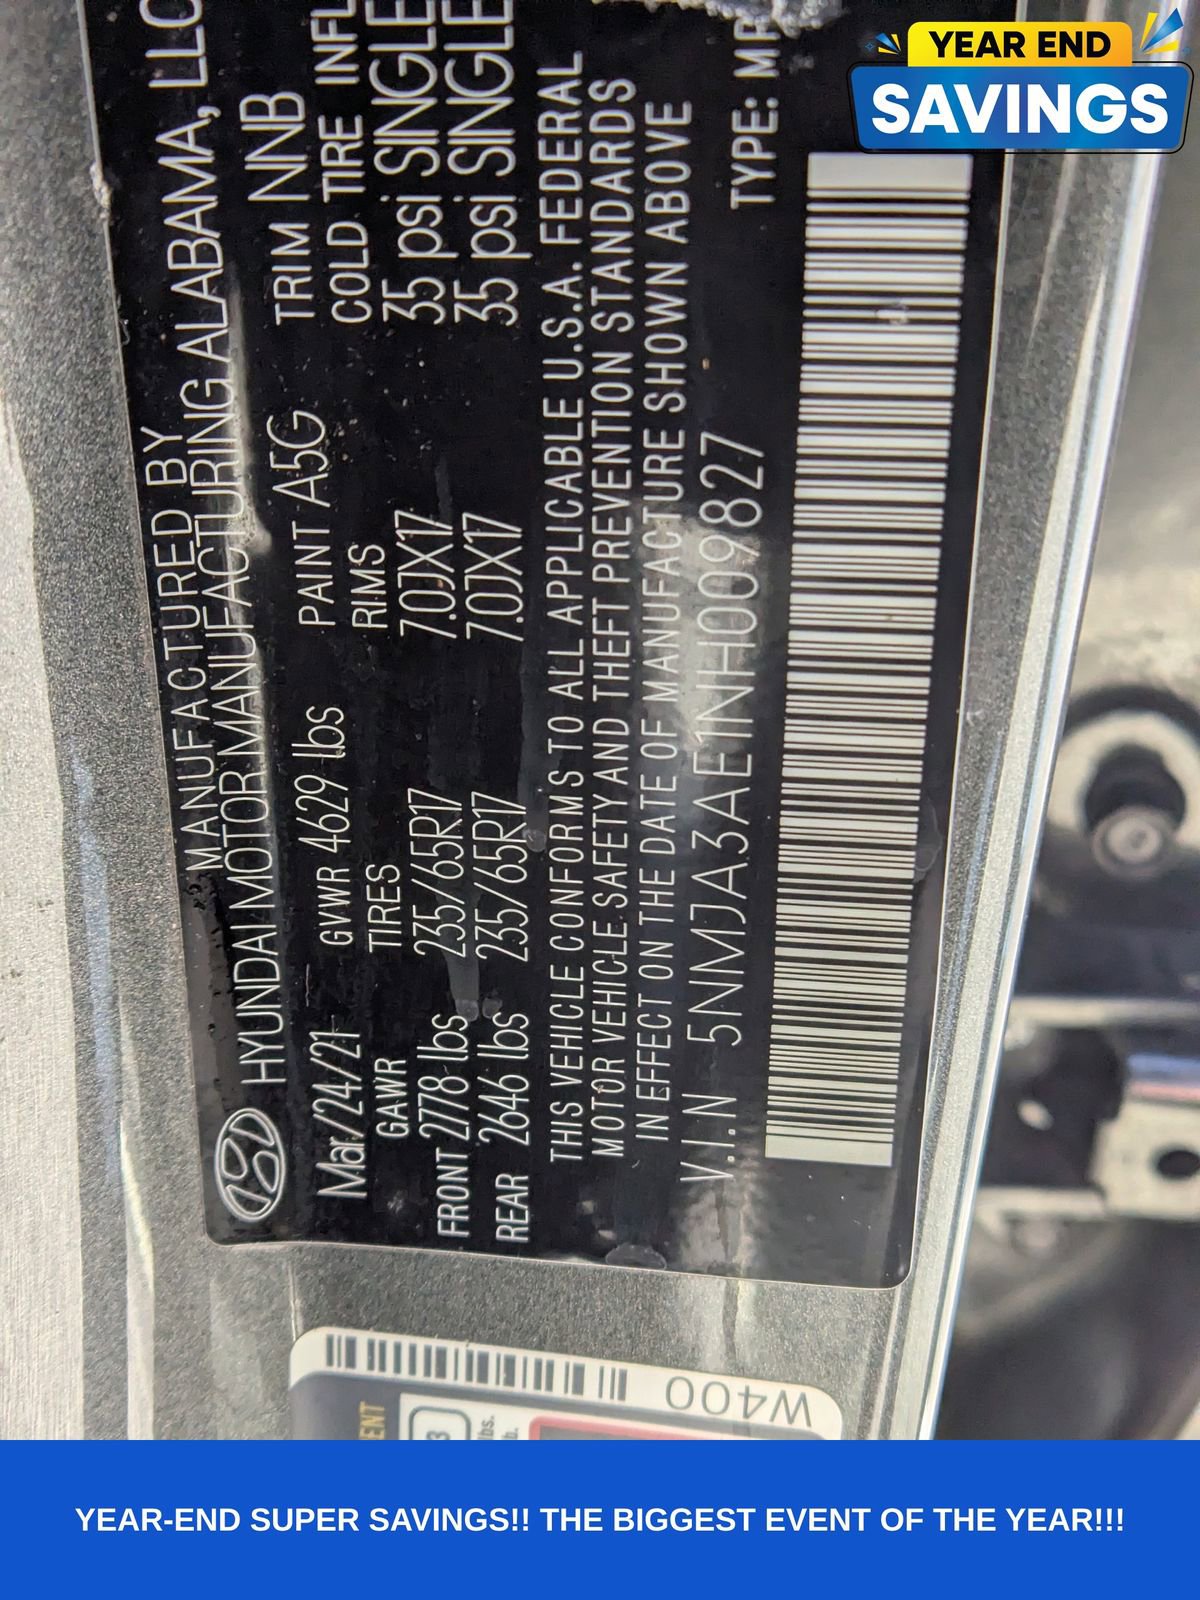 YEAR END
SAVINGS
MANUFACTURED BY
HYUNDAI MOTOR MANUFACTURING ALABAMA, LLC
Mar/24/21 GVWR 4629 lbs PAINT A5G TRIM NNB
GAWR TIRES RIMS COLD TIRE INFL
FRONT 2778 lbs 235/65R17 7.0JX17 35 psi SINGLE
REAR 2646 lbs 235/65R17 7.0JX17 35 psi SINGLE
THIS VEHICLE CONFORMS TO ALL APPLICABLE U.S.A. FEDERAL
MOTOR VEHICLE SAFETY AND THEFT PREVENTION STANDARDS
IN EFFECT ON THE DATE OF MANUFACTURE SHOWN ABOVE
V.I.N 5NMJA3AE1NH009827 TYPE:
W400
YEAR-END SUPER SAVINGS!! THE BIGGEST EVENT OF THE YEAR!!!